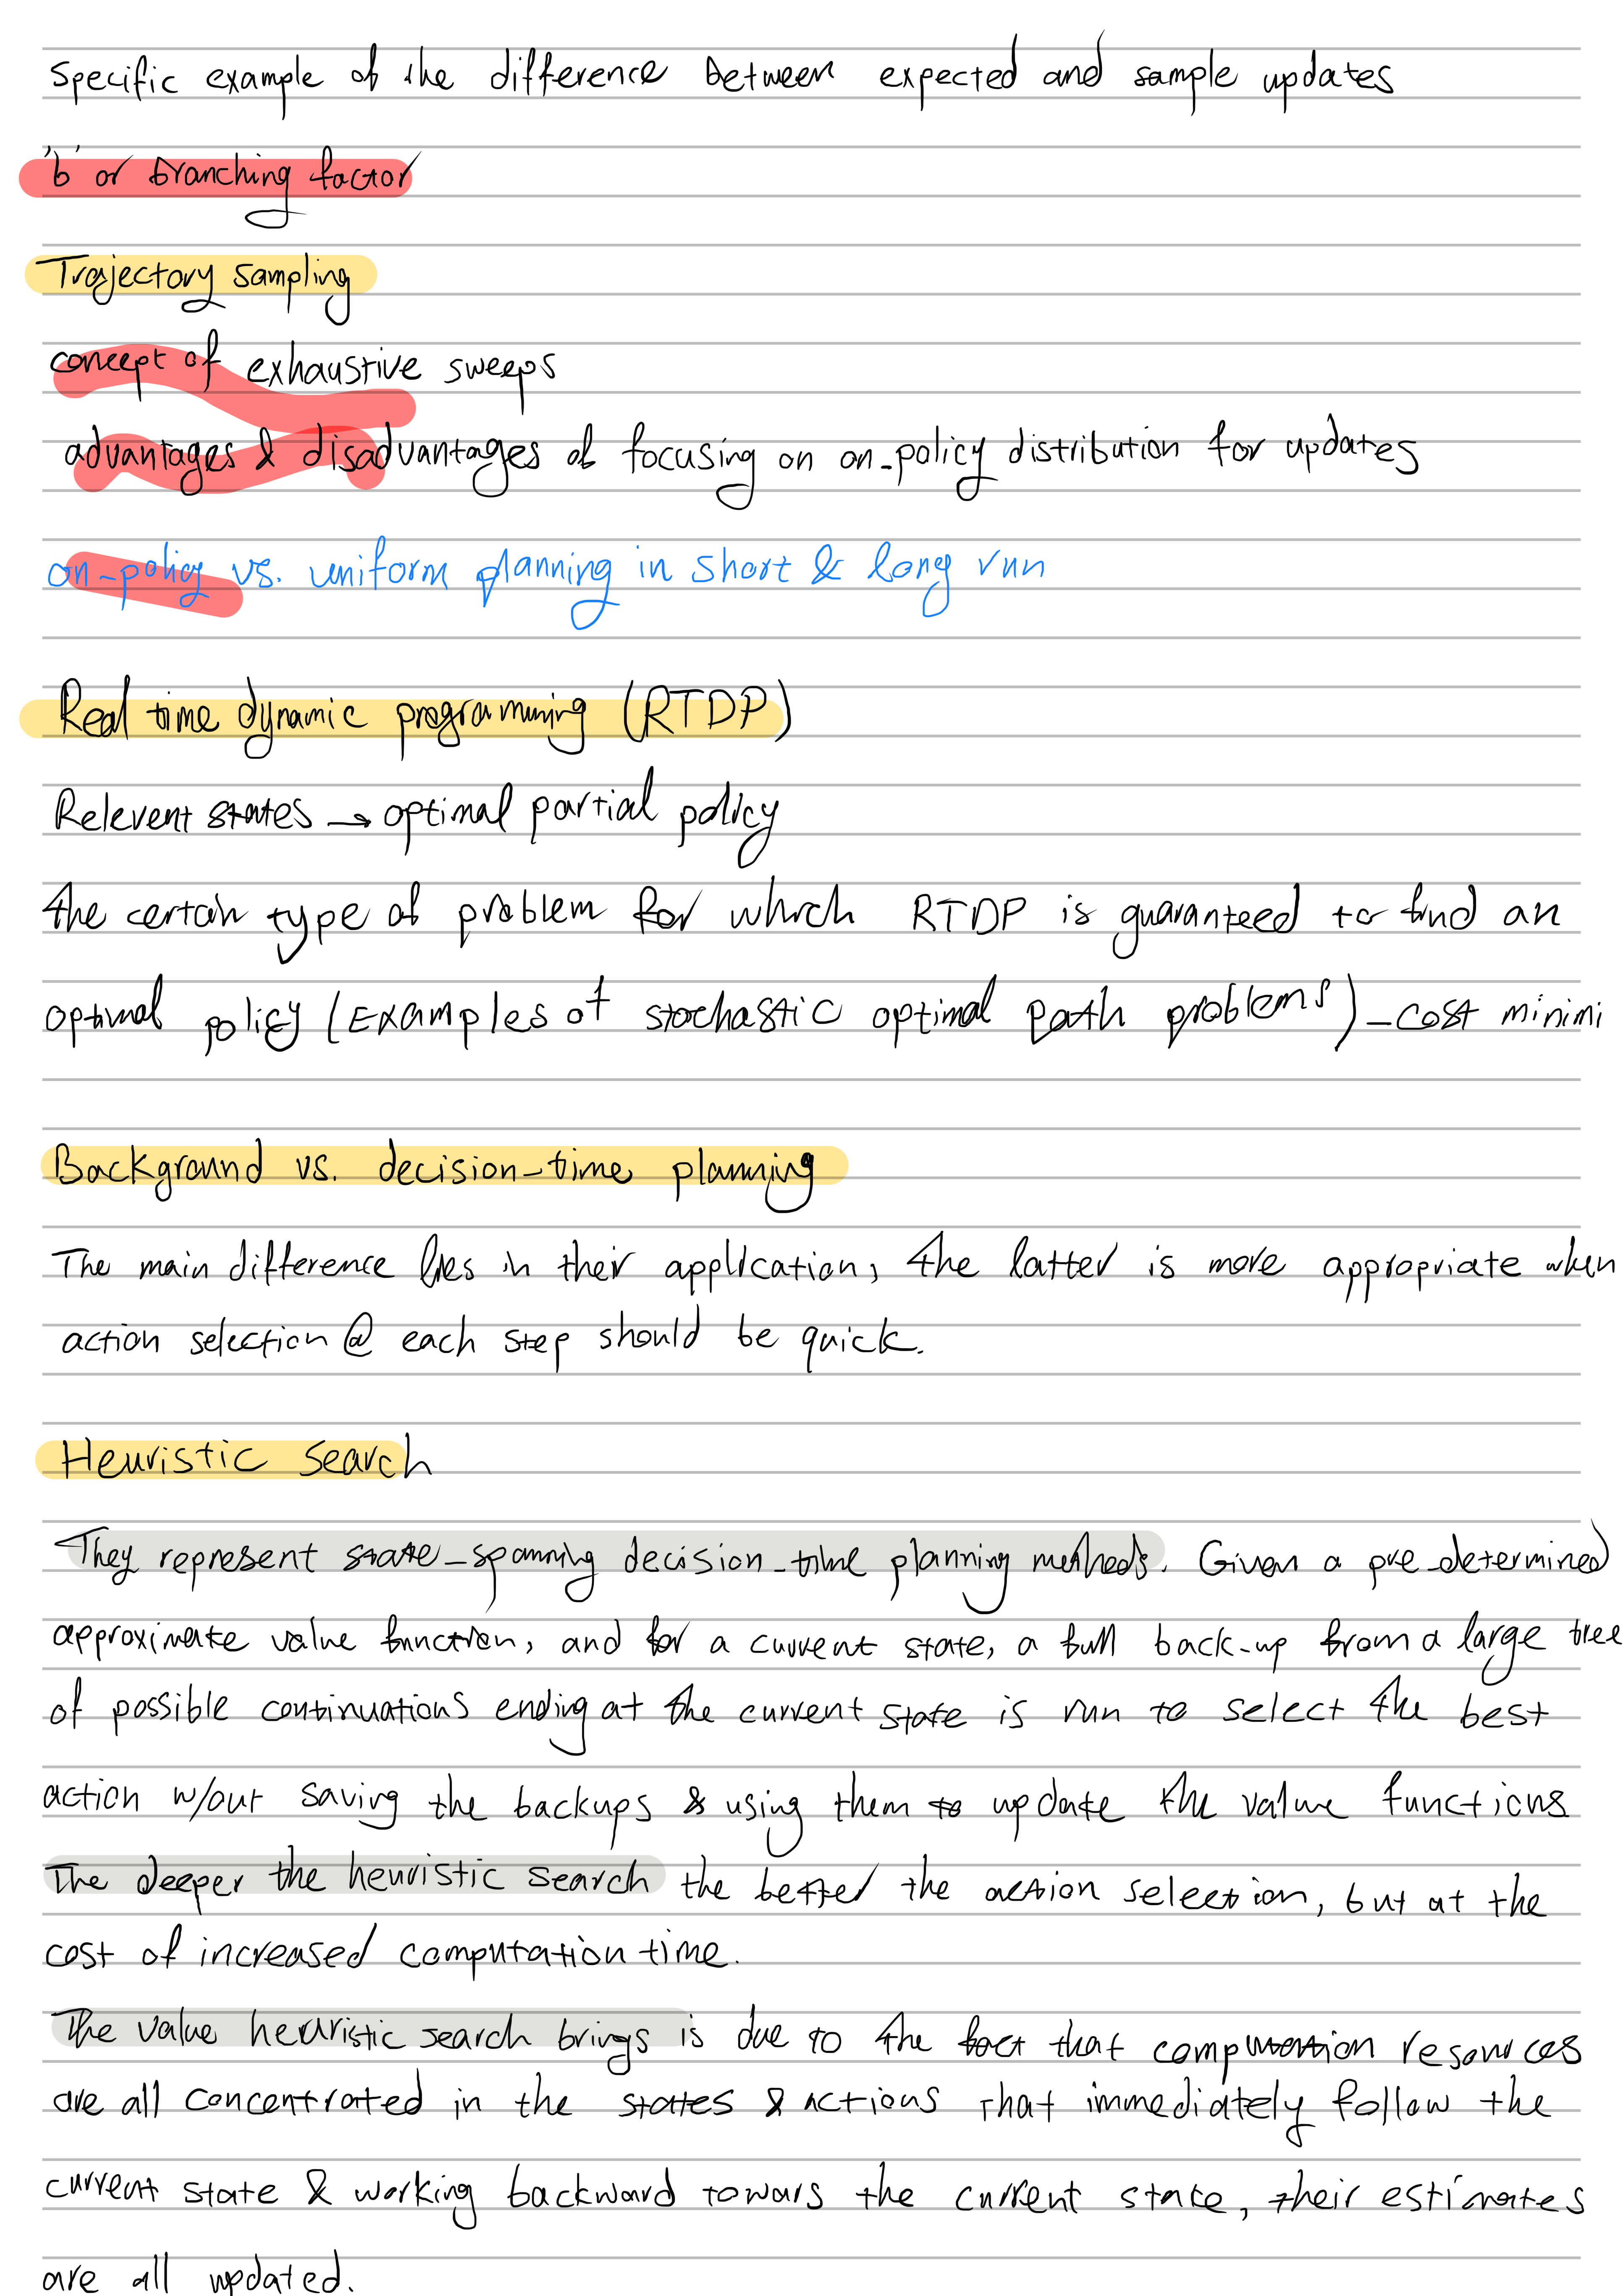 Specific example of the difference between expected and sample updates
'b' or branching factor
Trajectory sampling
concept of exhaustive sweeps
advantages & disadvantages of focusing on on-policy distribution for updates
on-policy vs. uniform planning in short & long run
Real time dynamic programming (RTDP)
Relevent states → optimal partial policy
the certain type of problem for which RTDP is guaranteed to find an
optimal policy (Examples of stochastic optimal path problems) - cost minimi
Background vs. decision-time planning
The main difference lies in their application, the latter is more appropriate when
action selection @ each step should be quick.
Heuristic Search
They represent state-spanning decision-time planning methods. Given a pre-determined
approximate value function, and for a current state, a full back-up from a large tree
of possible continuations ending at the current state is run to select the best
action w/out saving the backups & using them to update the value functions
The deeper the heuristic search the better the action selection, but at the
cost of increased computation time.
The value heuristic search brings is due to the fact that computation resources
are all concentrated in the states & actions that immediately follow the
current state & working backward towars the current state, their estimates
are all updated.